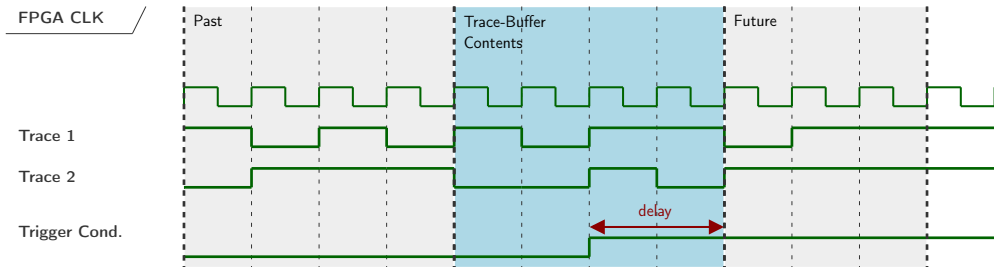 FPGA CLK
Past
Trace-Buffer
Contents
Future
Trace 1
Trace 2
delay
Trigger Cond.